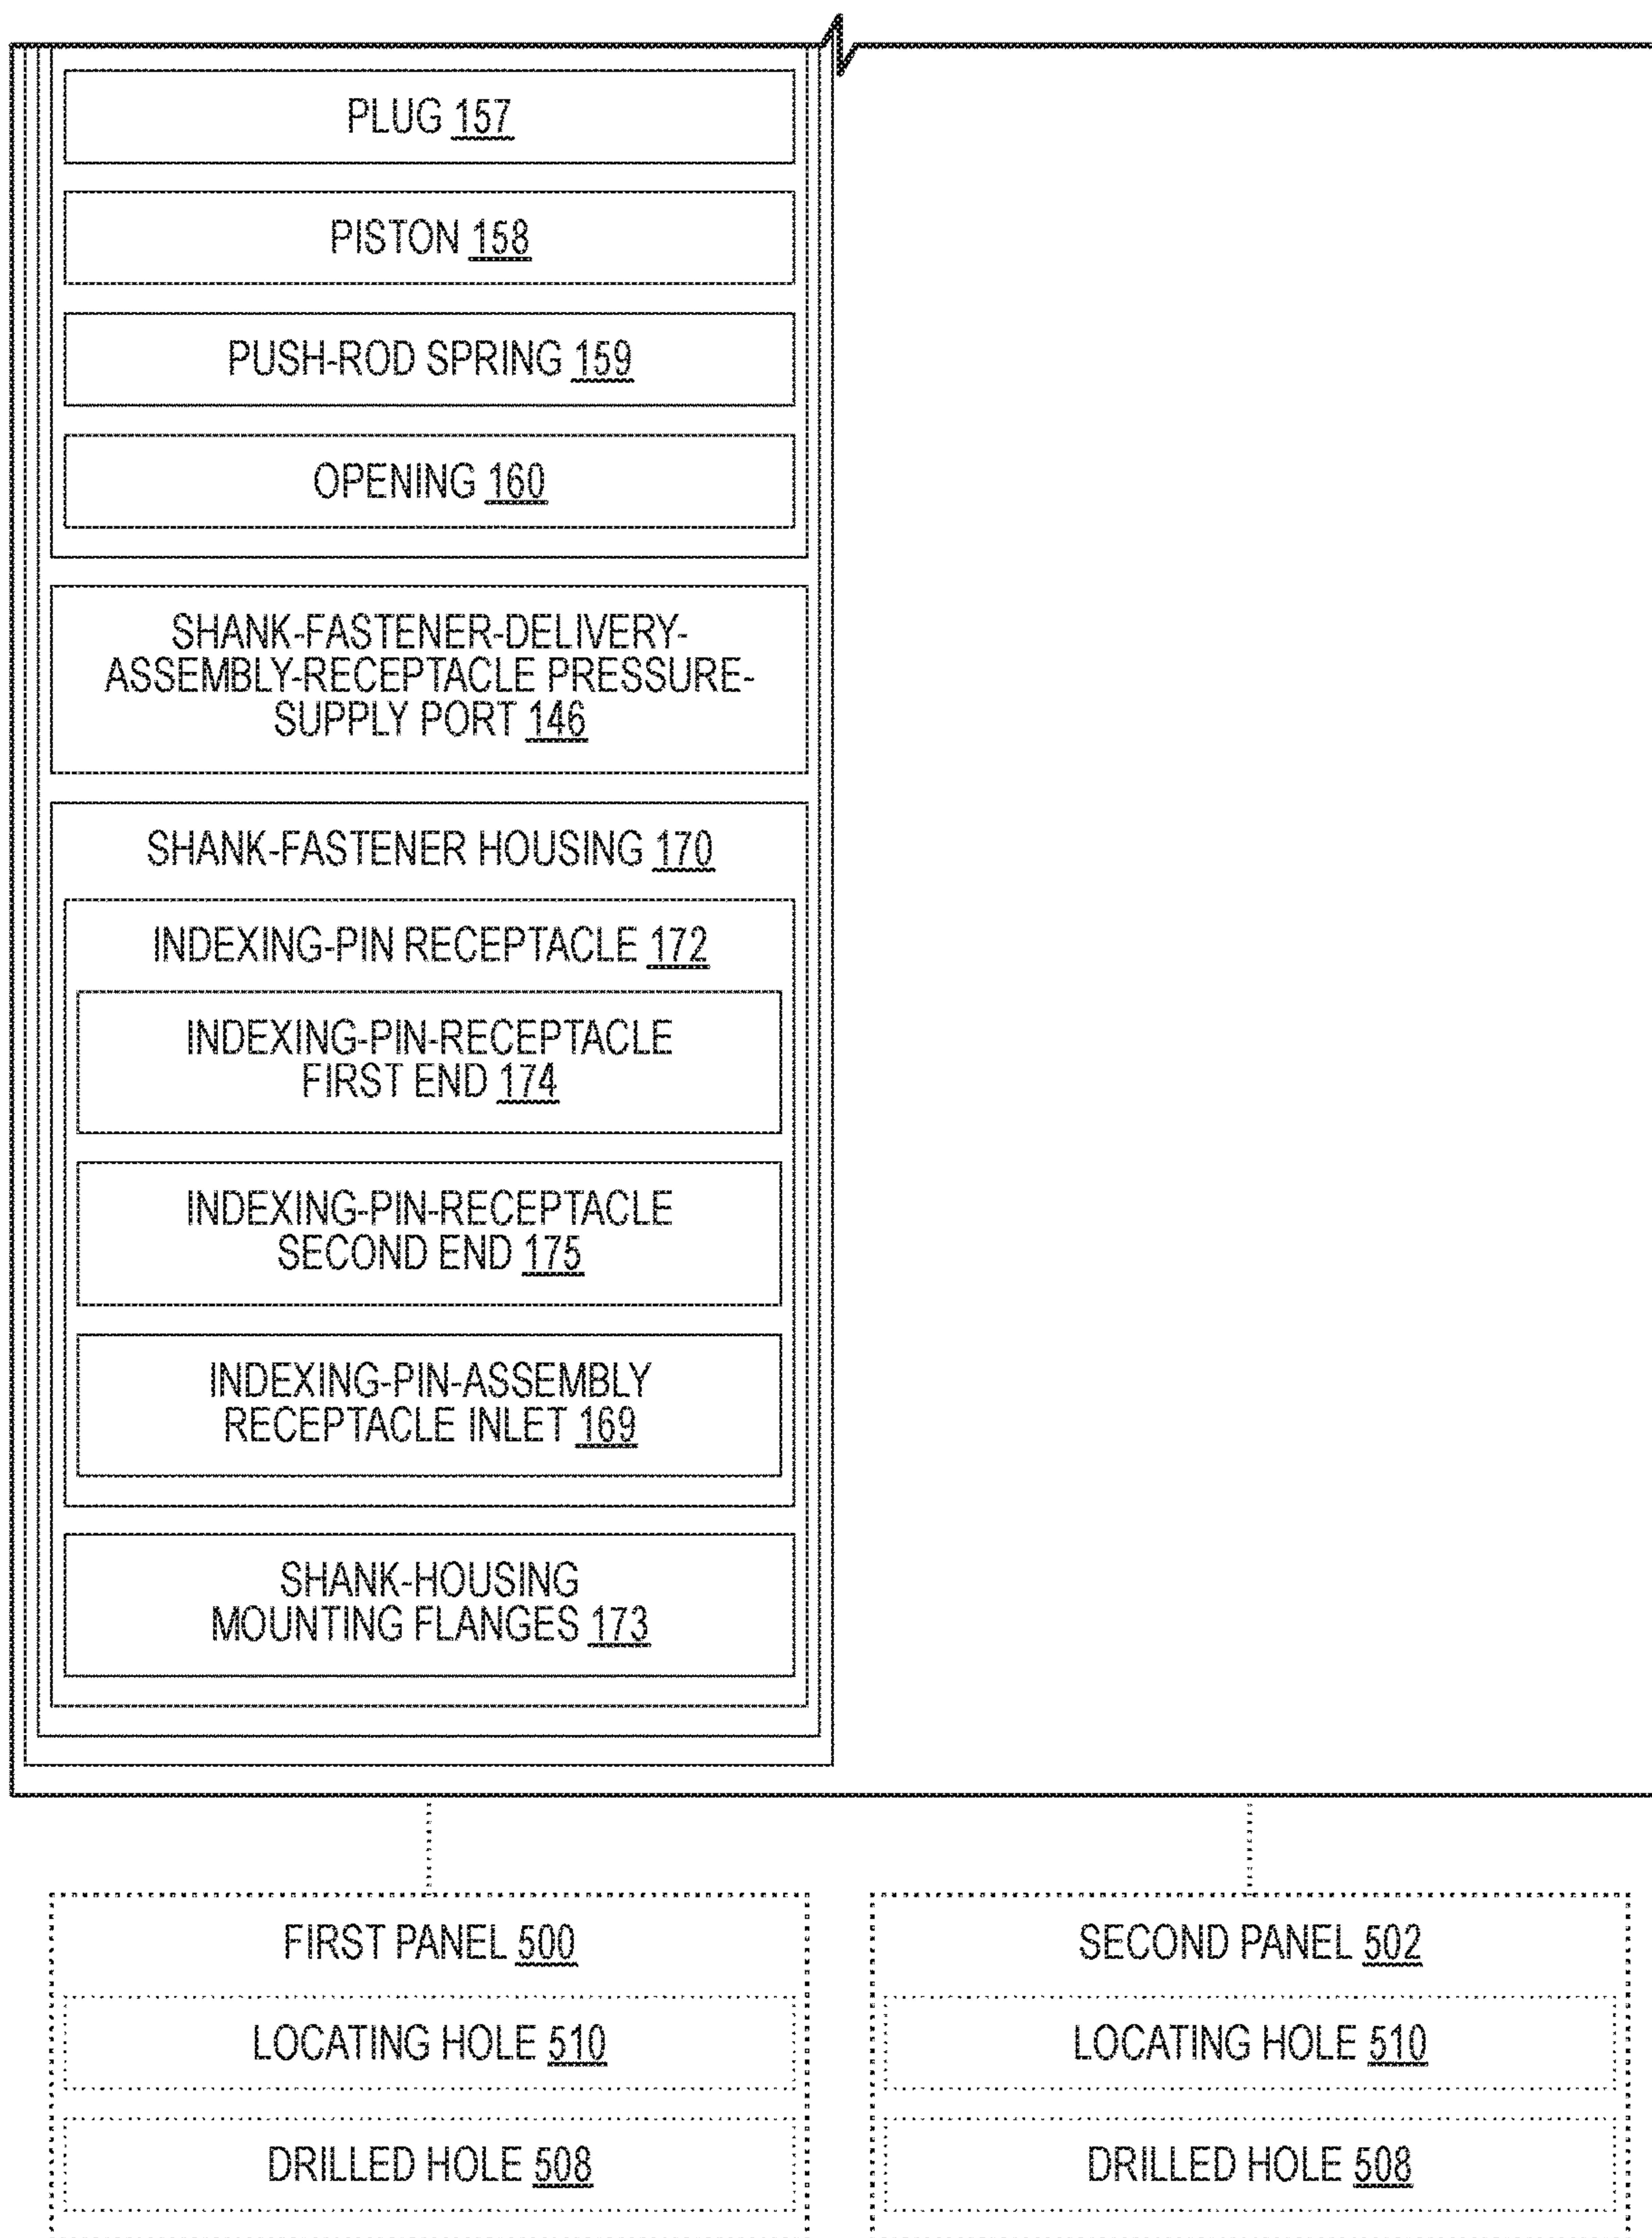 PLUG 157
PISTON 158
PUSH-ROD SPRING 159
OPENING 160
SHANK-FASTENER-DELIVERY-
ASSEMBLY-RECEPTACLE PRESSURE-
SUPPLY PORT 146
SHANK-FASTENER HOUSING 170
INDEXING-PIN RECEPTACLE 172
INDEXING-PIN-RECEPTACLE
FIRST END 174
INDEXING-PIN-RECEPTACLE
SECOND END 175
INDEXING-PIN-ASSEMBLY
RECEPTACLE INLET 169
SHANK-HOUSING
MOUNTING FLANGES 173
FIRST PANEL 500
LOCATING HOLE 510
DRILLED HOLE 508
SECOND PANEL 502
LOCATING HOLE 510
DRILLED HOLE 508